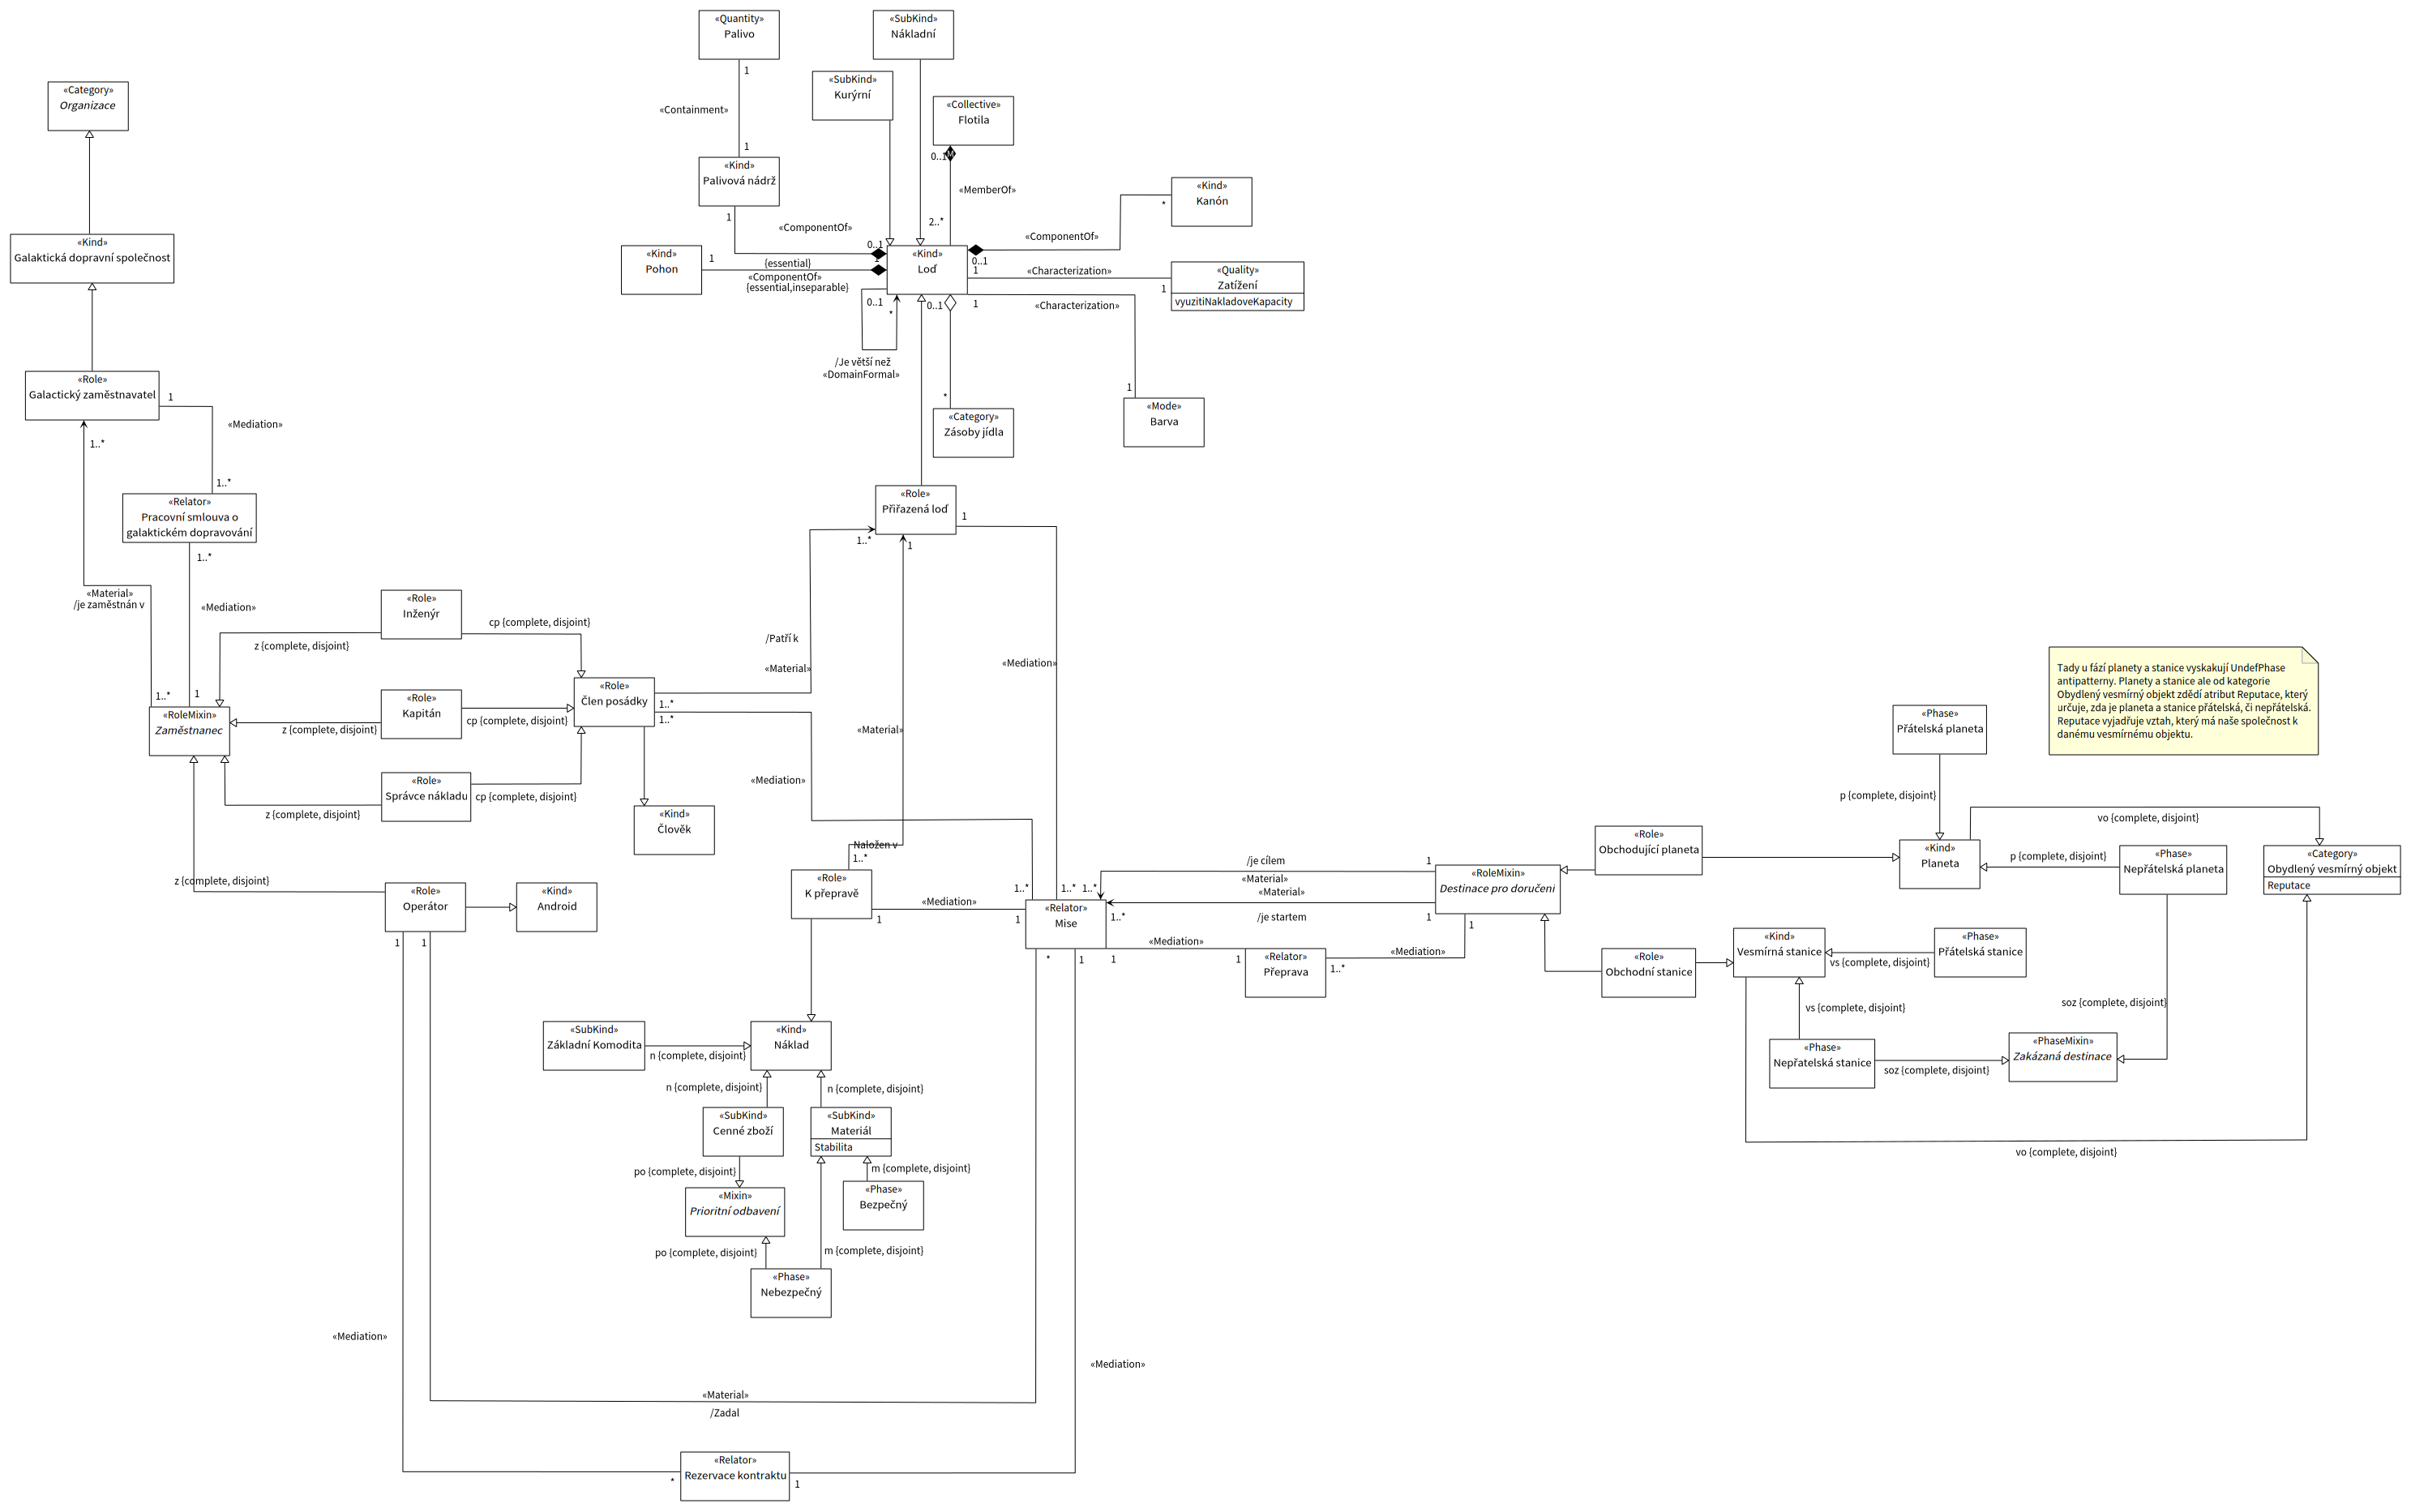 «Quantity»
Palivo
«SubKind»
Nákladní
1
«SubKind»
Kurýrní
«Category»
Organizace
«Collective»
Flotila
«Containment»
1
0..1
«Kind»
Palivová nádrž
«MemberOf»
«Kind»
Kanón
*
1
2..*
«ComponentOf»
«ComponentOf»
«Kind»
Galaktická dopravní společnost
0..1
«Kind»
Loď
0..1
«Kind»
Pohon
1
{essential}
1
«ComponentOf»
{essential,inseparable}
1
«Characterization»
1
«Quality»
Zatížení
vyuzitiNakladoveKapacity
0..1
*
0..1
1
«Characterization»
/Je větší než
«DomainFormal»
1
*
«Role»
Galactický zaměstnavatel
1
«Mediation»
1..*
«Category»
Zásoby jídla
«Mode»
Barva
1..*
«Relator»
Pracovní smlouva o
galaktickém dopravování
1..*
«Role»
Přiřazená loď
1
1..*
1
«Material»
/je zaměstnán v
«Mediation»
«Role»
Inženýr
cp {complete, disjoint}
z {complete, disjoint}
/Patří k
«Material»
«Mediation»
1..*
1
«RoleMixin»
Zaměstnanec
«Role»
Kapitán
z {complete, disjoint}
cp {complete, disjoint}
«Role»
Člen posádky
1..*
1..*
«Material»
Tady u fází planety a stanice vyskakují UndefPhase
antipatterny. Planety a stanice ale od kategorie
Obydlený vesmírný objekt zdědí atribut Reputace, který
určuje, zda je planeta a stanice přátelská, či nepřátelská.
Reputace vyjadřuje vztah, který má naše společnost k
danému vesmírnému objektu.
«Phase»
Přátelská planeta
«Role»
Správce nákladu
z {complete, disjoint}
cp {complete, disjoint}
«Mediation»
p {complete, disjoint}
vo {complete, disjoint}
«Kind»
Člověk
Naložen v
1..*
«Role»
Obchodující planeta
«Kind»
Planeta
p {complete, disjoint}
«Phase»
Nepřátelská planeta
«Category»
Obydlený vesmírný objekt
Reputace
z {complete, disjoint}
«Role»
Operátor
«Kind»
Android
«Role»
K přepravě
«Mediation»
1
1
1..*
1..*
1..*
«Relator»
Mise
/je cílem
1
«Material»
«Material»
1..*
/je startem
1
«RoleMixin»
Destinace pro doručení
1
1
1
*
1
1
«Mediation»
1
«Relator»
Přeprava
1..*
«Mediation»
«Role»
Obchodní stanice
«Kind»
Vesmírná stanice
vs {complete, disjoint}
«Phase»
Přátelská stanice
vs {complete, disjoint}
soz {complete, disjoint}
«SubKind»
Základní Komodita
n {complete, disjoint}
«Kind»
Náklad
«Phase»
Nepřatelská stanice
soz {complete, disjoint}
«PhaseMixin»
Zakázaná destinace
n {complete, disjoint}
n {complete, disjoint}
«SubKind»
Cenné zboží
«SubKind»
Materiál
Stabilita
vo {complete, disjoint}
po {complete, disjoint}
m {complete, disjoint}
«Mixin»
Prioritní odbavení
«Phase»
Bezpečný
po {complete, disjoint}
m {complete, disjoint}
«Phase»
Nebezpečný
«Mediation»
«Mediation»
«Material»
/Zadal
«Relator»
Rezervace kontraktu
*
1